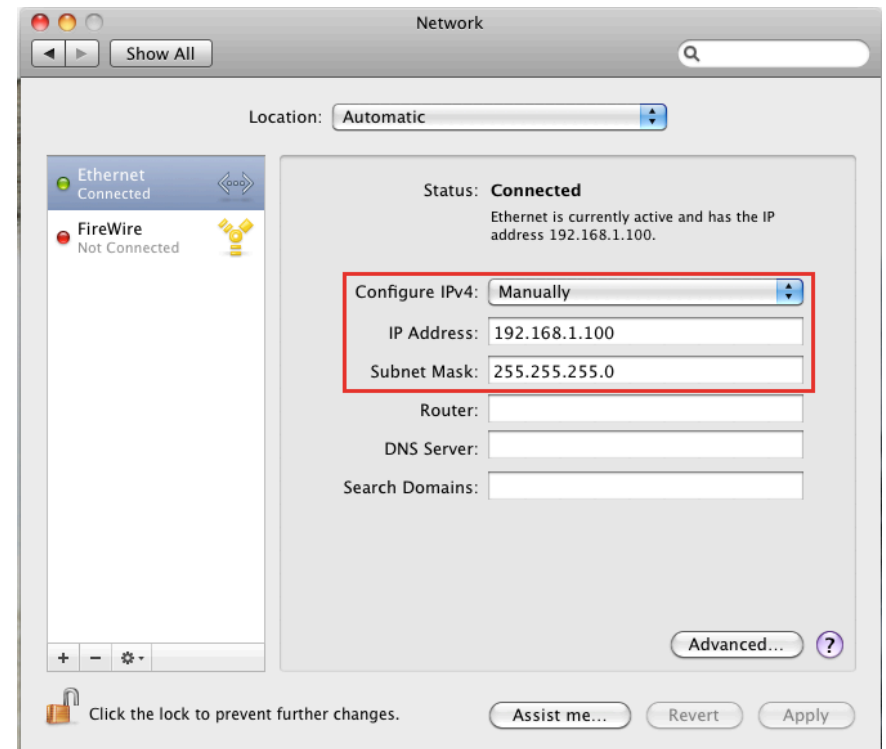 Network
Show All
Location: Automatic
Ethernet
Connected
FireWire
Not Connected
Status: Connected
Ethernet is currently active and has the IP
address 192.168.1.100.
Configure IPv4: Manually
IP Address: 192.168.1.100
Subnet Mask: 255.255.255.0
Router:
DNS Server:
Search Domains:
Advanced... ?
Click the lock to prevent further changes.
Assist me... Revert Apply